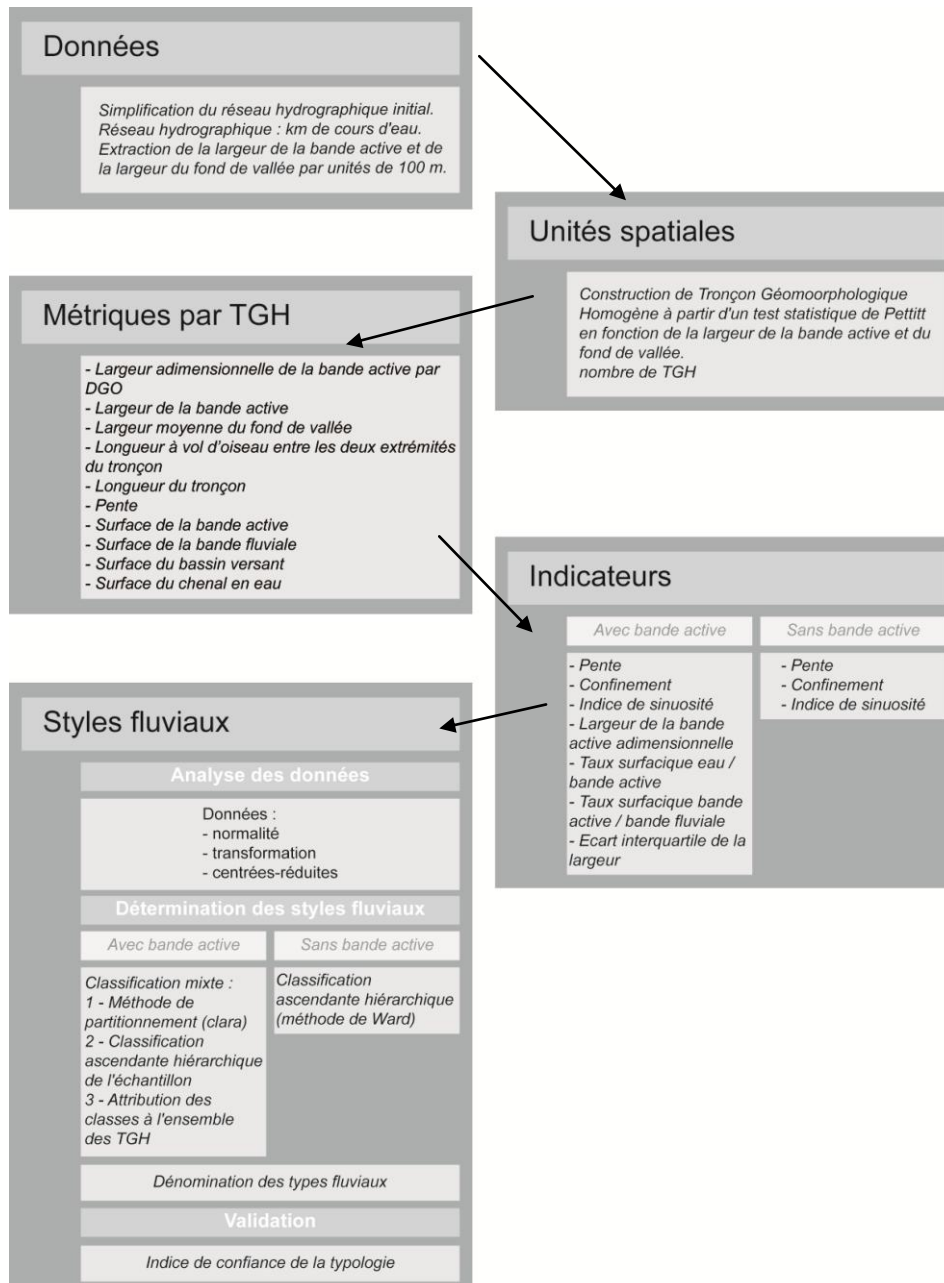 Données
Simplification du réseau hydrographique initial.
Réseau hydrographique : km de cours d'eau.
Extraction de la largeur de la bande active et de
la largeur du fond de vallée par unités de 100 m.
Unités spatiales
Construction de Tronçon Géomoorphologique
Homogène à partir d'un test statistique de Pettitt
en fonction de la largeur de la bande active et du
fond de vallée.
nombre de TGH
Métriques par TGH
- Largeur adimensionnelle de la bande active par
DGO
- Largeur de la bande active
- Largeur moyenne du fond de vallée
- Longueur à vol d'oiseau entre les deux extrémités
du tronçon
- Longueur du tronçon
- Pente
- Surface de la bande active
- Surface de la bande fluviale
- Surface du bassin versant
- Surface du chenal en eau
Indicateurs
Avec bande active
- Pente
- Confinement
- Indice de sinuosité
- Largeur de la bande
active adimensionnelle
- Taux surfacique eau /
bande active
- Taux surfacique bande
active / bande fluviale
- Ecart interquartile de la
largeur
Sans bande active
- Pente
- Confinement
- Indice de sinuosité
Styles fluviaux
Analyse des données
Données :
- normalité
- transformation
- centrées-réduites
Détermination des styles fluviaux
Avec bande active
Classification mixte :
1 - Méthode de
partitionnement (clara)
2 - Classification
ascendante hiérarchique
de l'échantillon
3 - Attribution des
classes à l'ensemble
des TGH
Sans bande active
Classification
ascendante hiérarchique
(méthode de Ward)
Dénomination des types fluviaux
Validation
Indice de confiance de la typologie